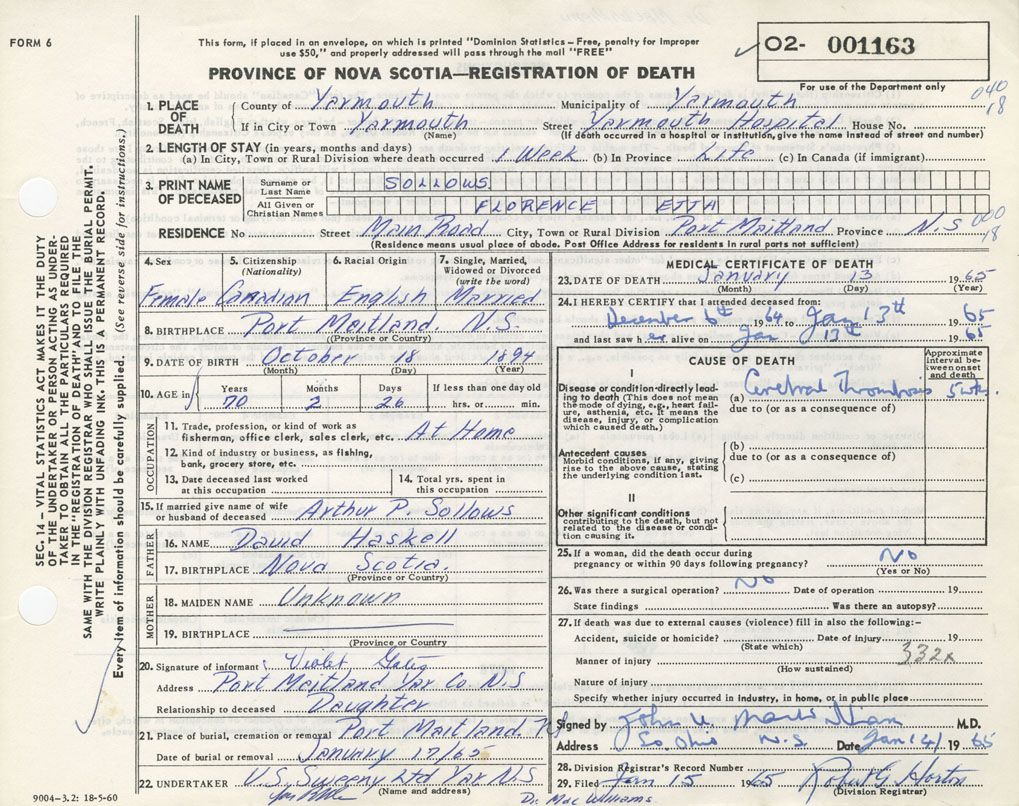 FORM 6
This form, if placed in an envelope, on which is printed "Dominion Statistics – Free, penalty for improper
use $50," and properly addressed will pass through the mail "FREE"
✓ 02- 001163
For use of the Department only
PROVINCE OF NOVA SCOTIA—REGISTRATION OF DEATH
040
18
1. PLACE OF DEATH
County of Yarmouth Municipality of Yarmouth
If in City or Town Yarmouth Street Yarmouth Hospital House No.
(Name) (If death occurred in a hospital or institution, give the name instead of street and number)
2. LENGTH OF STAY (in years, months and days)
(a) In City, Town or Rural Division where death occurred 1 Week (b) In Province Life (c) In Canada (if immigrant)
3. PRINT NAME OF DECEASED
Surname or Last Name SOLLOWS
All Given or Christian Names FLORENCE ETTA
RESIDENCE No Street Main Road City, Town or Rural Division Port Maitland Province N.S
(Residence means usual place of abode. Post Office Address for residents in rural parts not sufficient)
000
18
4. Sex 5. Citizenship (Nationality) 6. Racial Origin 7. Single, Married, Widowed or Divorced (write the word)
Female Canadian English Married
8. BIRTHPLACE Port Maitland, N.S.
(Province or Country)
9. DATE OF BIRTH October 18 1894
(Month) (Day) (Year)
10. AGE in Years Months Days If less than one day old
70 2 26 hrs. or min.
OCCUPATION
11. Trade, profession, or kind of work as
fisherman, office clerk, sales clerk, etc. At Home
12. Kind of industry or business, as fishing,
bank, grocery store, etc.
13. Date deceased last worked at this occupation
14. Total yrs. spent in this occupation
15. If married give name of wife
or husband of deceased Arthur P. Sollows
FATHER
16. NAME David Haskell
17. BIRTHPLACE Nova Scotia.
(Province or Country)
MOTHER
18. MAIDEN NAME Unknown
19. BIRTHPLACE
(Province or Country)
20. Signature of informant: Violet
Address Port Maitland Yar Co N.S
Relationship to deceased Daughter
21. Place of burial, cremation or removal Port Maitland NS
Date of burial or removal January 17/65
22. UNDERTAKER V.S. Sweeny Ltd Yar N.S
(Name and address)
MEDICAL CERTIFICATE OF DEATH
23. DATE OF DEATH January 13 1965
(Month) (Day) (Year)
24. I HEREBY CERTIFY that I attended deceased from:
December 6th 1964 to Jan 13th 65
and last saw her alive on Jan 13th 1965
CAUSE OF DEATH
Approximate interval between onset and death
I
Disease or condition directly leading to death (This does not mean the mode of dying, e.g., heart failure, asthenia, etc. It means the disease, injury, or complication which caused death.)
(a) Cerebral Thrombosis 5 wks.
due to (or as a consequence of)
Antecedent causes
Morbid conditions, if any, giving rise to the above cause, stating the underlying condition last.
(b)
due to (or as a consequence of)
(c)
II
Other significant conditions
contributing to the death, but not related to the disease or condition causing it.
25. If a woman, did the death occur during
pregnancy or within 90 days following pregnancy? No
(Yes or No)
26. Was there a surgical operation? No Date of operation 19
State findings Was there an autopsy?
27. If death was due to external causes (violence) fill in also the following:-
Accident, suicide or homicide? Date of injury 19
(State which)
Manner of injury 332x
(How sustained)
Nature of injury
Specify whether injury occurred in industry, in home, or in public place
Signed by John M.D.
Address So. Ohio N.S. Date Jan 14/ 1965
28. Division Registrar's Record Number
29. Filed Jan 15 1965 Robert G Horton
(Division Registrar)
Dr. MacWilliams.
9004-3.2: 18-5-60
SEC. 14 – VITAL STATISTICS ACT MAKES IT THE DUTY
OF THE UNDERTAKER OR PERSON ACTING AS UNDER-
TAKER TO OBTAIN ALL THE PARTICULARS REQUIRED
IN THE "REGISTRATION OF DEATH" AND TO FILE THE
SAME WITH THE DIVISION REGISTRAR WHO SHALL ISSUE THE BURIAL PERMIT.
WRITE PLAINLY WITH UNFADING INK. THIS IS A PERMANENT RECORD.
Every item of information should be carefully supplied. (See reverse side for instructions.)